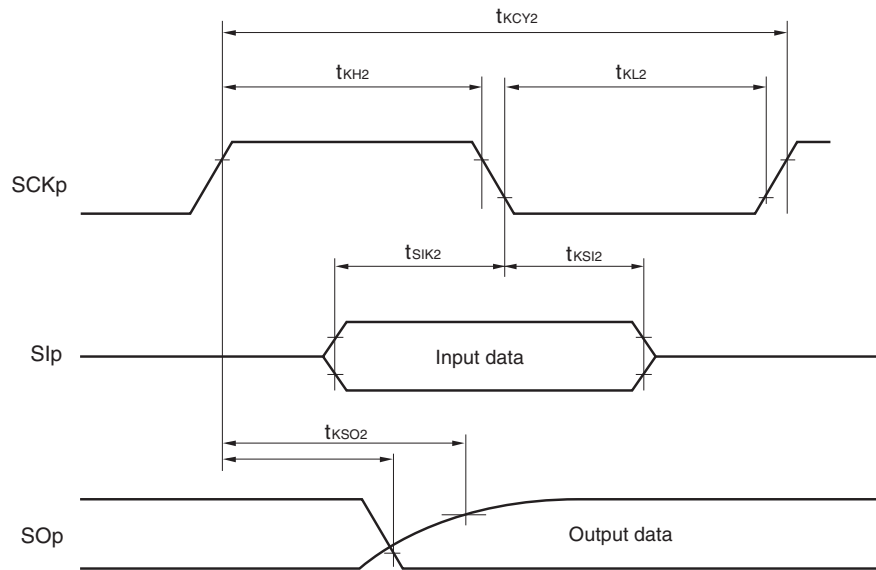 tKCY2
tKH2
tKL2
SCKp
tSIK2
tKSI2
SIp
Input data
tKSO2
SOp
Output data